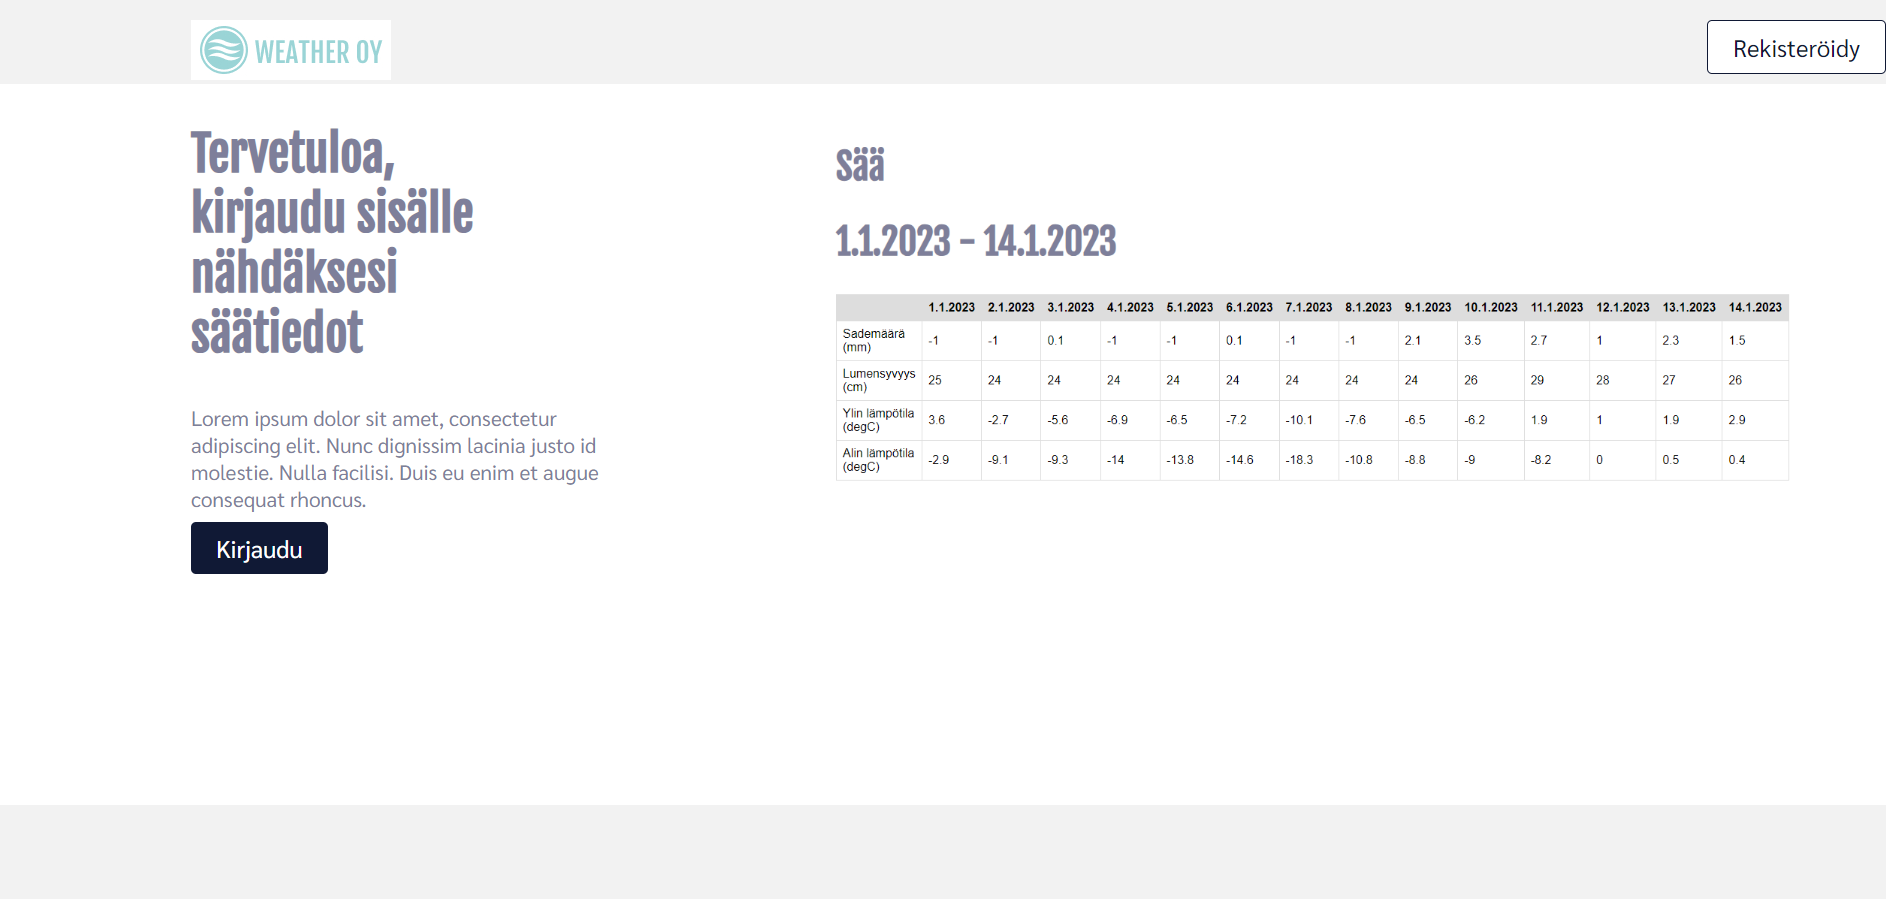 WEATHER OY
Rekisteröidy
Tervetuloa,
kirjaudu sisälle
nähdäksesi
säätiedot
Lorem ipsum dolor sit amet, consectetur
adipiscing elit. Nunc dignissim lacinia justo id
molestie. Nulla facilisi. Duis eu enim et augue
consequat rhoncus.
Kirjaudu
Sää
1.1.2023 - 14.1.2023
1.1.2023 2.1.2023 3.1.2023 4.1.2023 5.1.2023 6.1.2023 7.1.2023 8.1.2023 9.1.2023 10.1.2023 11.1.2023 12.1.2023 13.1.2023 14.1.2023
Sademäärä
(mm) -1 -1 0.1 -1 -1 0.1 -1 -1 2.1 3.5 2.7 1 2.3 1.5
Lumensyvyys
(cm) 25 24 24 24 24 24 24 24 24 26 29 28 27 26
Ylin lämpötila
(degC) 3.6 -2.7 -5.6 -6.9 -6.5 -7.2 -10.1 -7.6 -6.5 -6.2 1.9 1 1.9 2.9
Alin lämpötila
(degC) -2.9 -9.1 -9.3 -14 -13.8 -14.6 -18.3 -10.8 -8.8 -9 -8.2 0 0.5 0.4